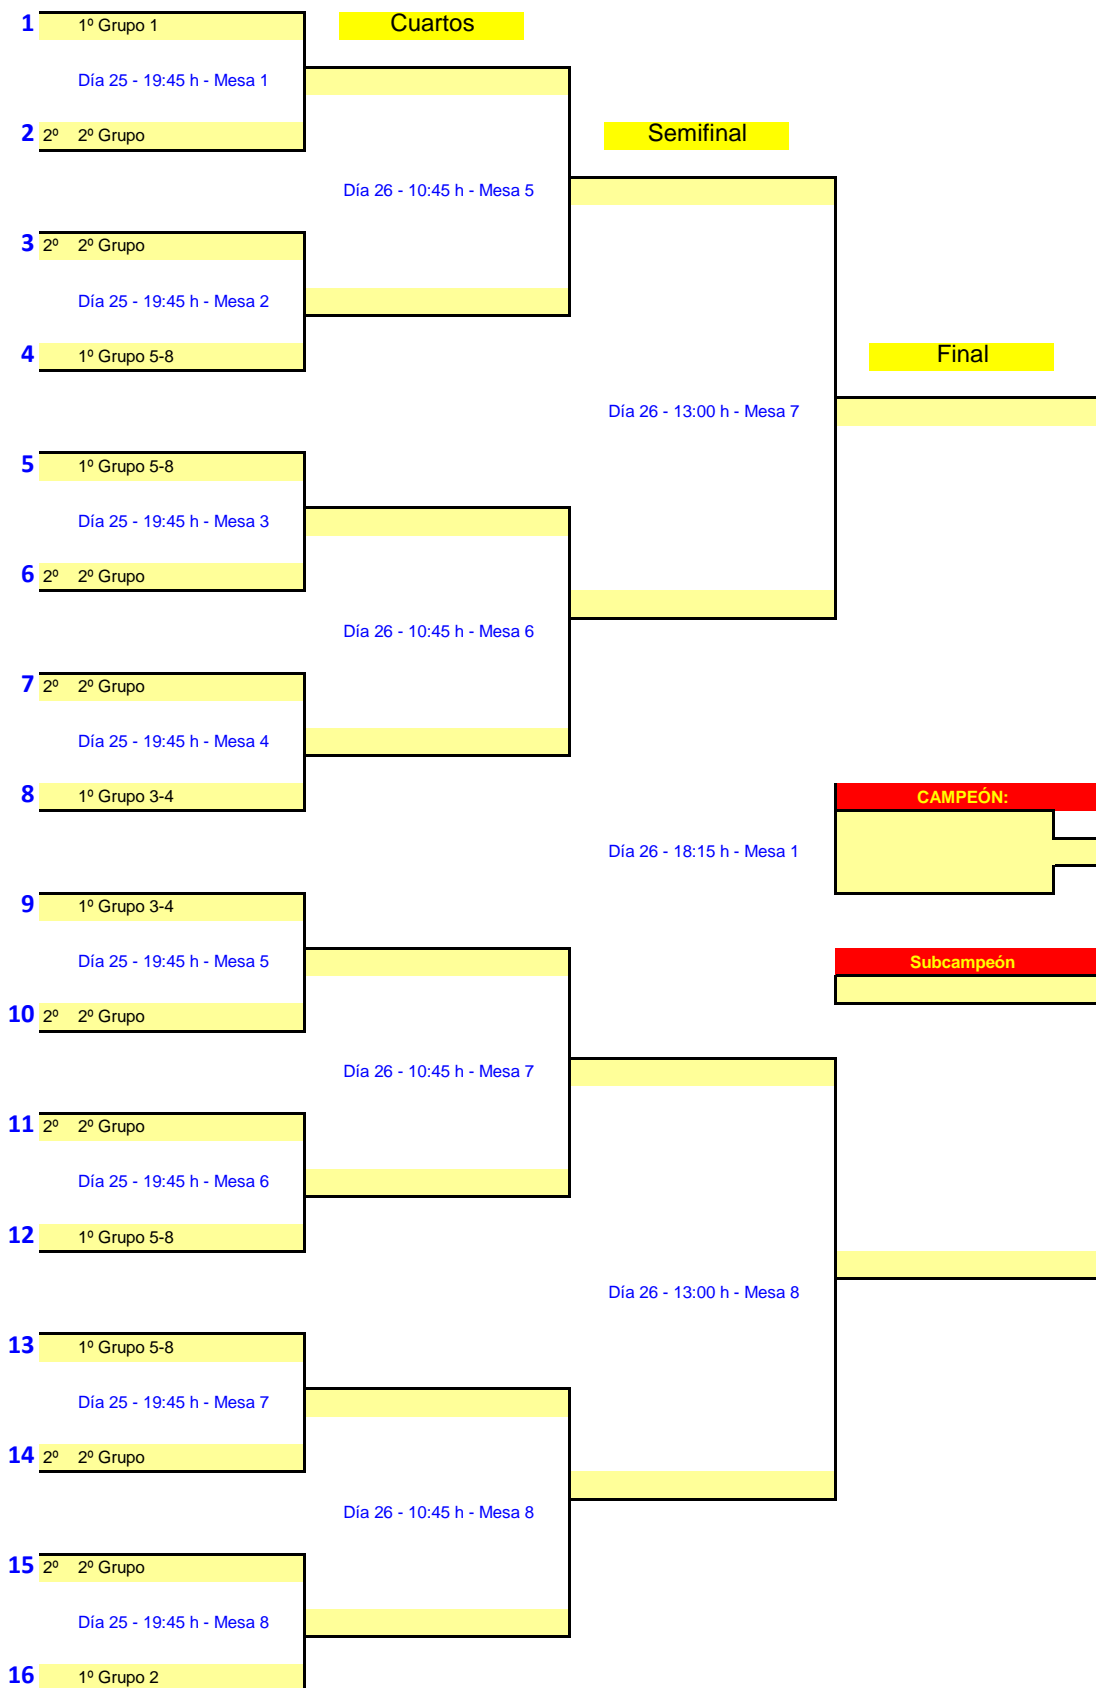 1 1º Grupo 1
Cuartos
Día 25 - 19:45 h - Mesa 1
2 2º 2º Grupo
Semifinal
Día 26 - 10:45 h - Mesa 5
3 2º 2º Grupo
Día 25 - 19:45 h - Mesa 2
4 1º Grupo 5-8
Final
Día 26 - 13:00 h - Mesa 7
5 1º Grupo 5-8
Día 25 - 19:45 h - Mesa 3
6 2º 2º Grupo
Día 26 - 10:45 h - Mesa 6
7 2º 2º Grupo
Día 25 - 19:45 h - Mesa 4
8 1º Grupo 3-4
CAMPEÓN:
Día 26 - 18:15 h - Mesa 1
9 1º Grupo 3-4
Día 25 - 19:45 h - Mesa 5
Subcampeón
10 2º 2º Grupo
Día 26 - 10:45 h - Mesa 7
11 2º 2º Grupo
Día 25 - 19:45 h - Mesa 6
12 1º Grupo 5-8
Día 26 - 13:00 h - Mesa 8
13 1º Grupo 5-8
Día 25 - 19:45 h - Mesa 7
14 2º 2º Grupo
Día 26 - 10:45 h - Mesa 8
15 2º 2º Grupo
Día 25 - 19:45 h - Mesa 8
16 1º Grupo 2